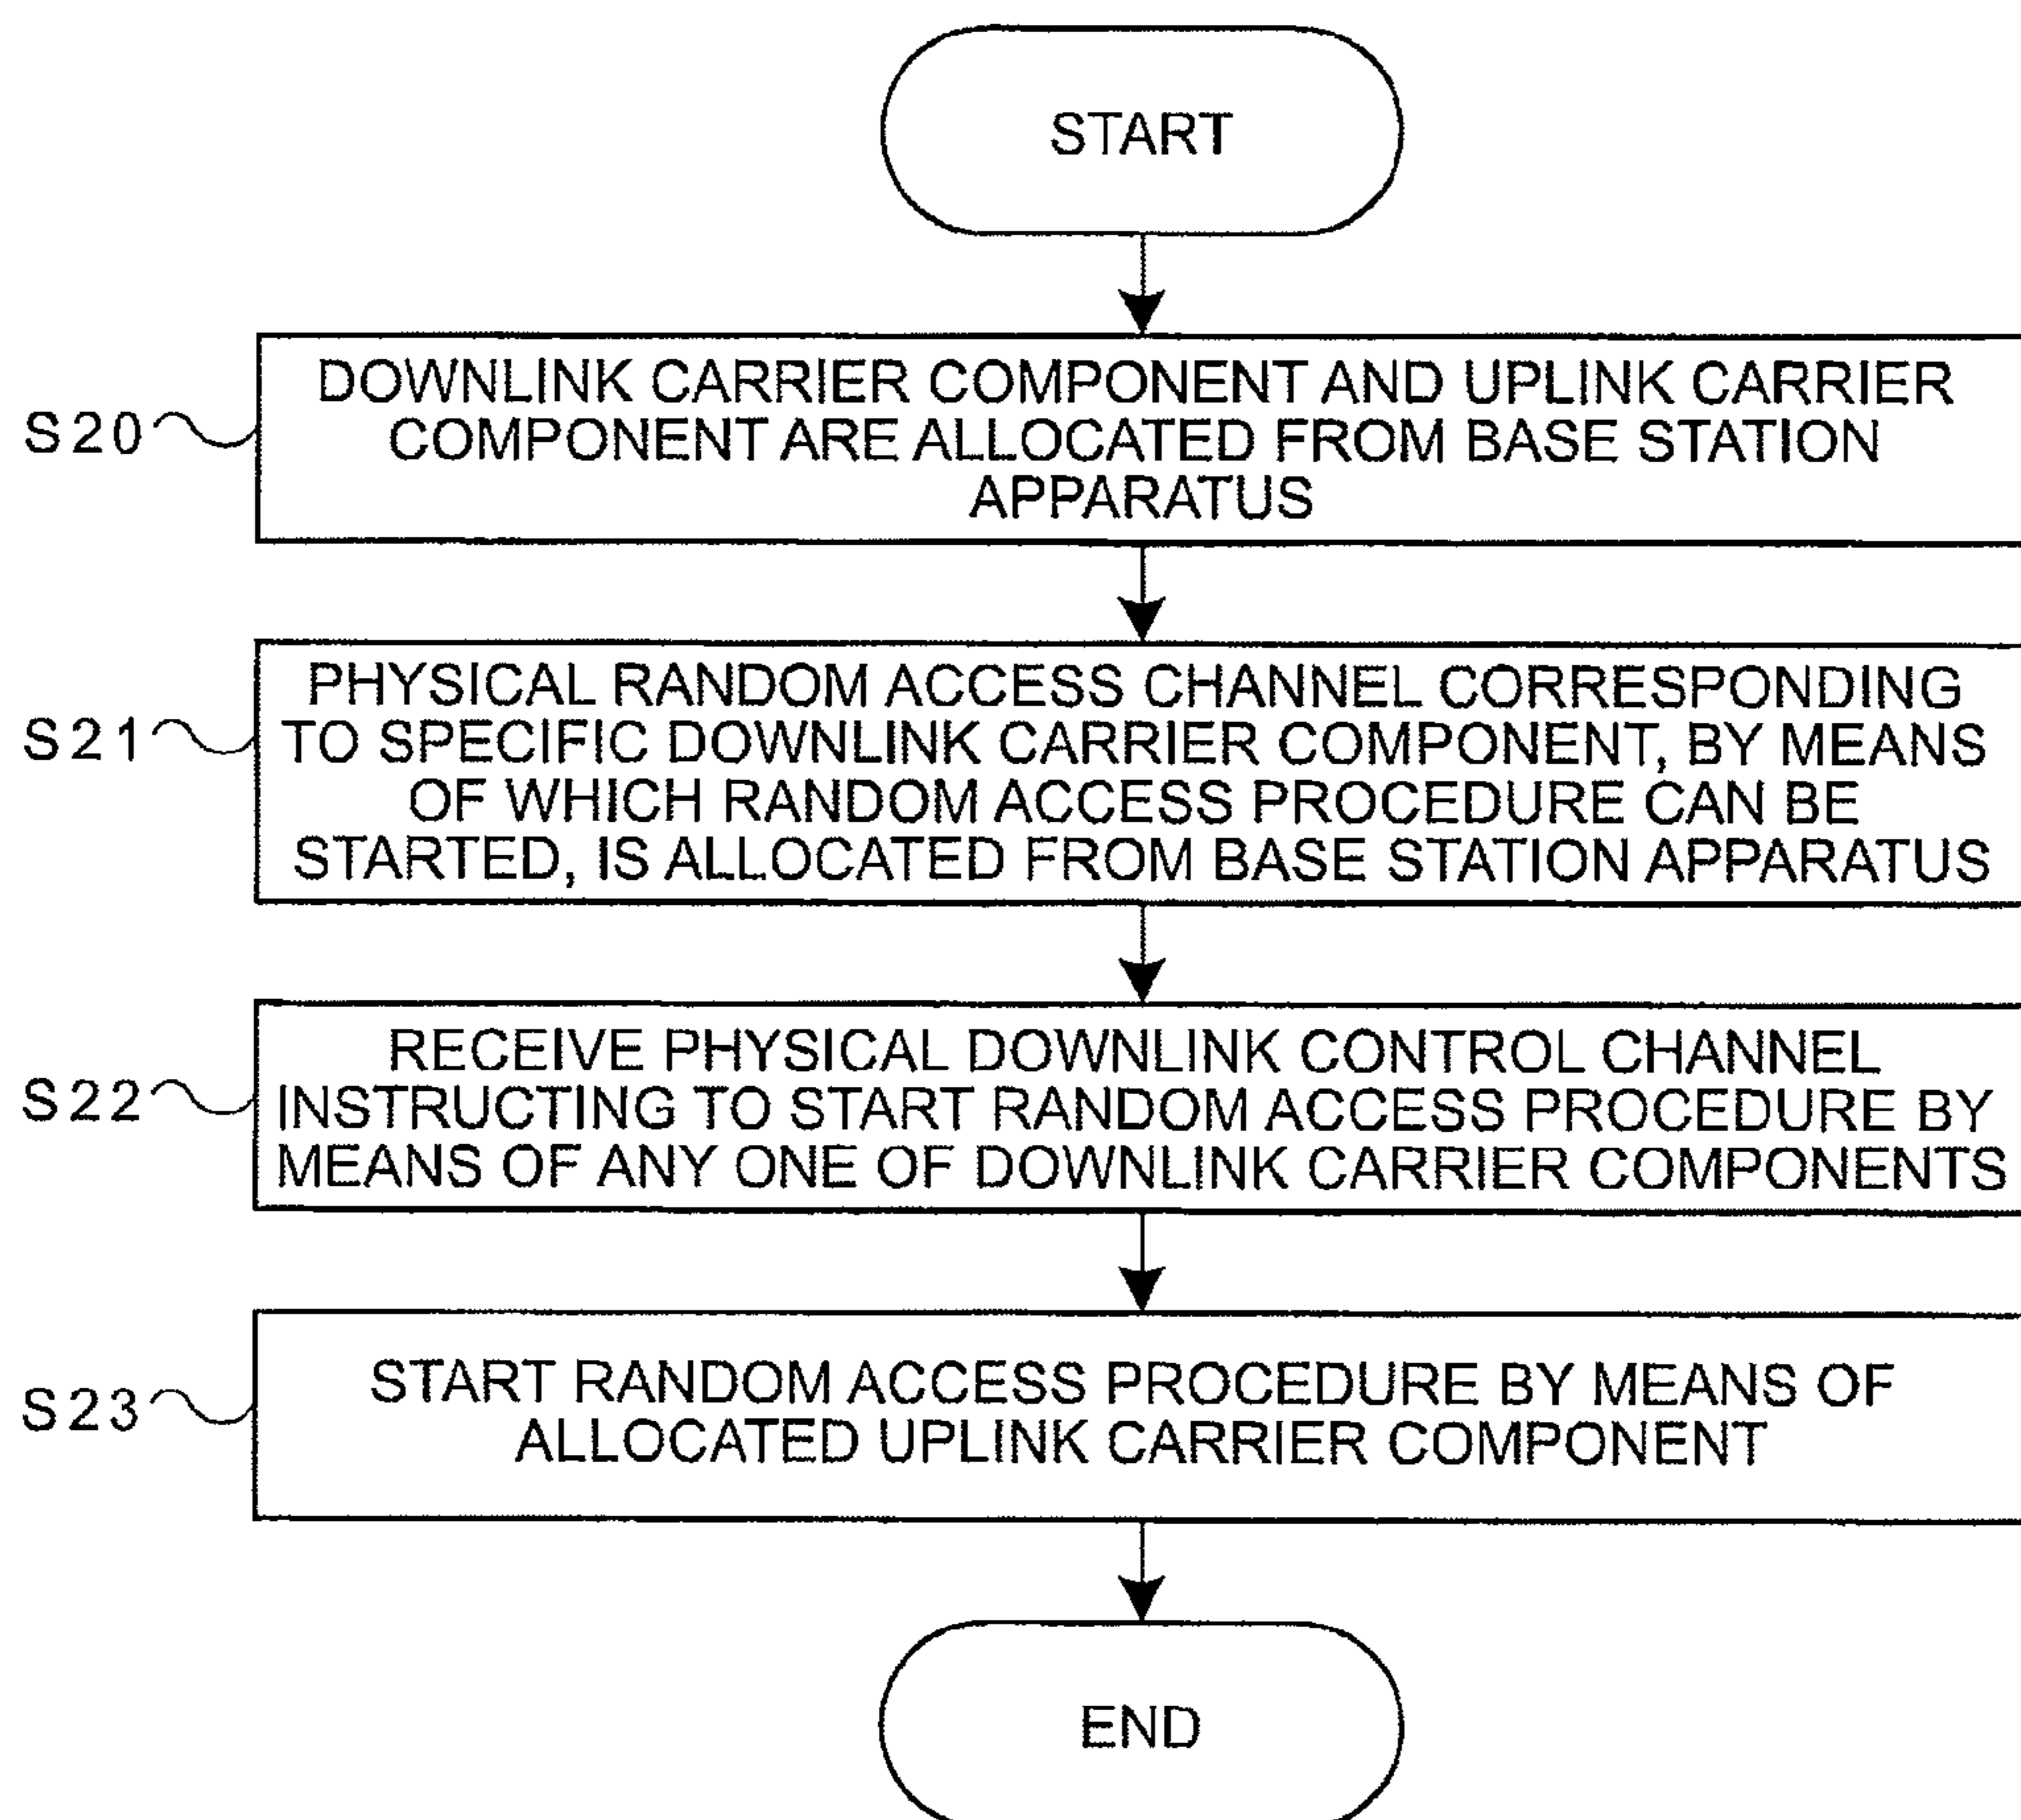 START
S20
DOWNLINK CARRIER COMPONENT AND UPLINK CARRIER
COMPONENT ARE ALLOCATED FROM BASE STATION
APPARATUS
S21
PHYSICAL RANDOM ACCESS CHANNEL CORRESPONDING
TO SPECIFIC DOWNLINK CARRIER COMPONENT, BY MEANS
OF WHICH RANDOM ACCESS PROCEDURE CAN BE
STARTED, IS ALLOCATED FROM BASE STATION APPARATUS
S22
RECEIVE PHYSICAL DOWNLINK CONTROL CHANNEL
INSTRUCTING TO START RANDOM ACCESS PROCEDURE BY
MEANS OF ANY ONE OF DOWNLINK CARRIER COMPONENTS
S23
START RANDOM ACCESS PROCEDURE BY MEANS OF
ALLOCATED UPLINK CARRIER COMPONENT
END